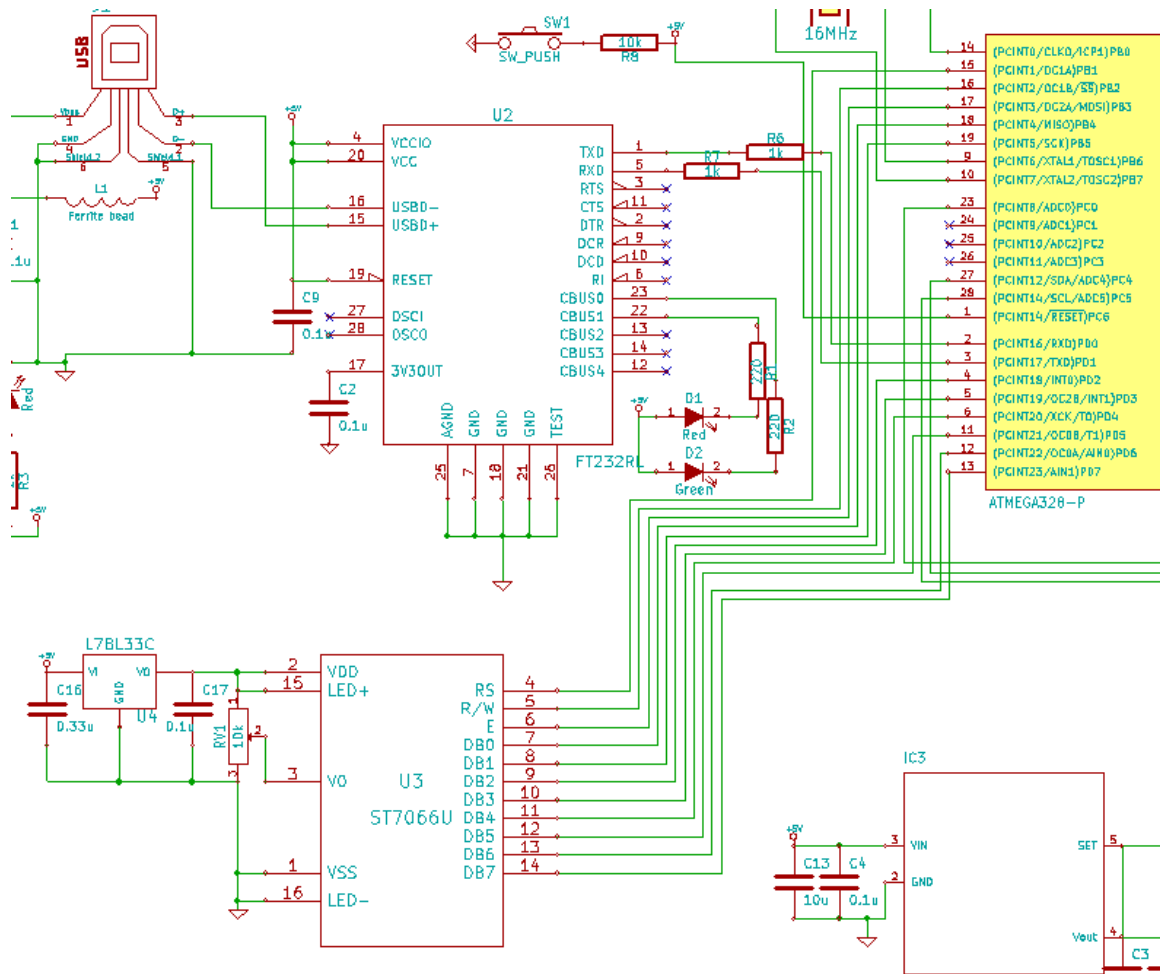 USB
Vbus
1
D+
3
GND
4
D-
2
Shield.2
6
Shield.1
5
L1
+5V
Ferrite bead
1
.1u
Red
R3
+5V
SW1
SW_PUSH
10k
R8
+5V
16MHz
+5V
U2
4 VCCIO
20 VCC
16 USBD-
15 USBD+
19 RESET
27 OSCI
28 OSCO
17 3V3OUT
TXD 1
RXD 5
RTS 3
CTS 11
DTR 2
DCR 9
DCD 10
RI 6
CBUS0 23
CBUS1 22
CBUS2 13
CBUS3 14
CBUS4 12
AGND 25
GND 7
GND 18
GND 21
TEST 26
FT232RL
C9
0.1u
C2
0.1u
R6
1k
R7
1k
220
R1
220
R2
+5V
1 D1 2
Red
1 D2 2
Green
14 (PCINT0/CLKO/ICP1)PB0
15 (PCINT1/OC1A)PB1
16 (PCINT2/OC1B/SS)PB2
17 (PCINT3/OC2A/MOSI)PB3
18 (PCINT4/MISO)PB4
19 (PCINT5/SCK)PB5
9 (PCINT6/XTAL1/TOSC1)PB6
10 (PCINT7/XTAL2/TOSC2)PB7
23 (PCINT8/ADC0)PC0
24 (PCINT9/ADC1)PC1
25 (PCINT10/ADC2)PC2
26 (PCINT11/ADC3)PC3
27 (PCINT12/SDA/ADC4)PC4
28 (PCINT14/SCL/ADC5)PC5
1 (PCINT14/RESET)PC6
2 (PCINT16/RXD)PD0
3 (PCINT17/TXD)PD1
4 (PCINT18/INT0)PD2
5 (PCINT19/OC2B/INT1)PD3
6 (PCINT20/XCK/T0)PD4
11 (PCINT21/OC0B/T1)PD5
12 (PCINT22/OC0A/AIN0)PD6
13 (PCINT23/AIN1)PD7
ATMEGA328-P
L7BL33C
+5V
VI VO
GND
U4
C16
0.33u
C17
0.1u
1
RV1
10k
2
3
2 VDD
15 LED+
3 VO
1 VSS
16 LED-
U3
ST7066U
RS 4
R/W 5
E 6
DB0 7
DB1 8
DB2 9
DB3 10
DB4 11
DB5 12
DB6 13
DB7 14
IC3
+5V
C13
10u
C4
0.1u
3 VIN
2 GND
SET 5
Vout 4
C3